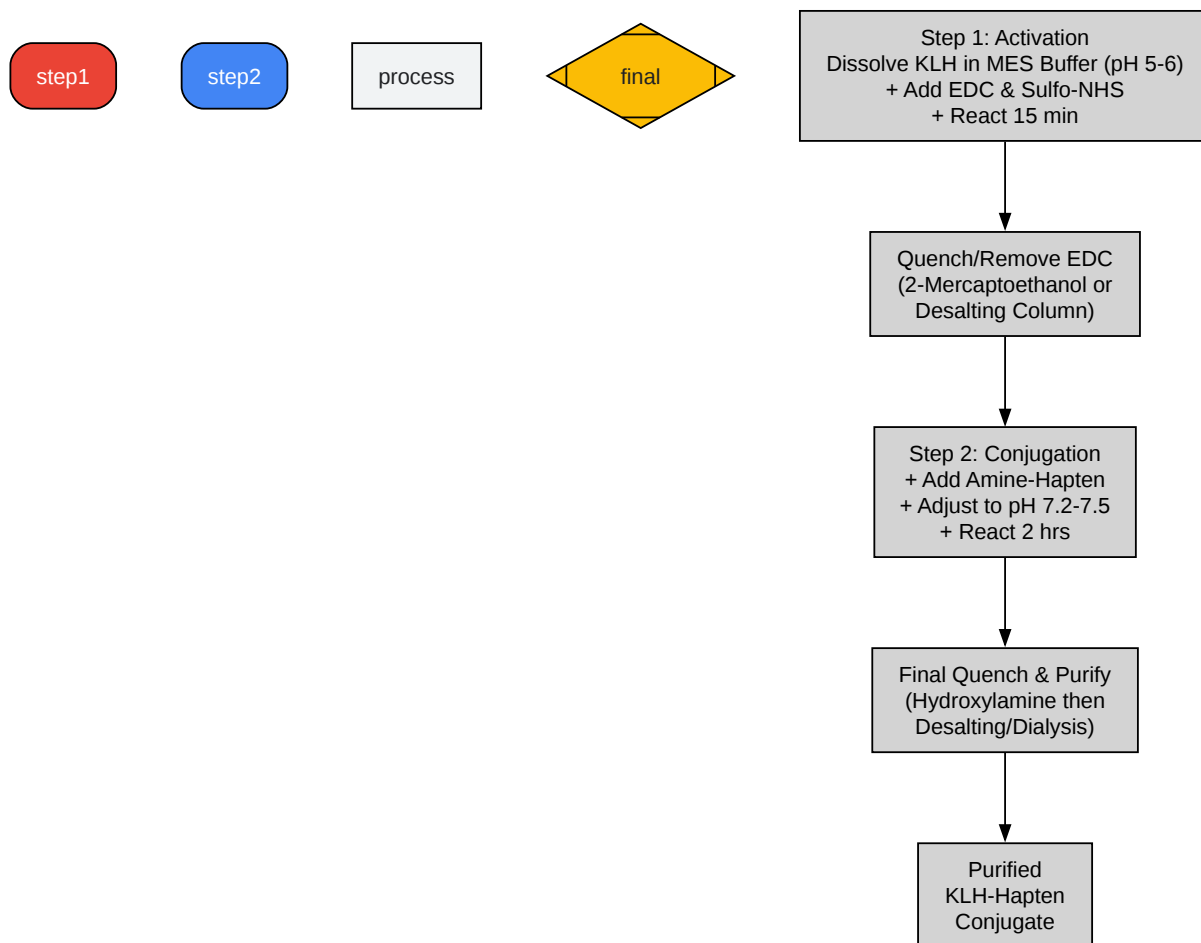 step1
step2
process
final
Step 1: Activation
Dissolve KLH in MES Buffer (pH 5-6)
+ Add EDC & Sulfo-NHS
+ React 15 min
Quench/Remove EDC
(2-Mercaptoethanol or
Desalting Column)
Step 2: Conjugation
+ Add Amine-Hapten
+ Adjust to pH 7.2-7.5
+ React 2 hrs
Final Quench & Purify
(Hydroxylamine then
Desalting/Dialysis)
Purified
KLH-Hapten
Conjugate